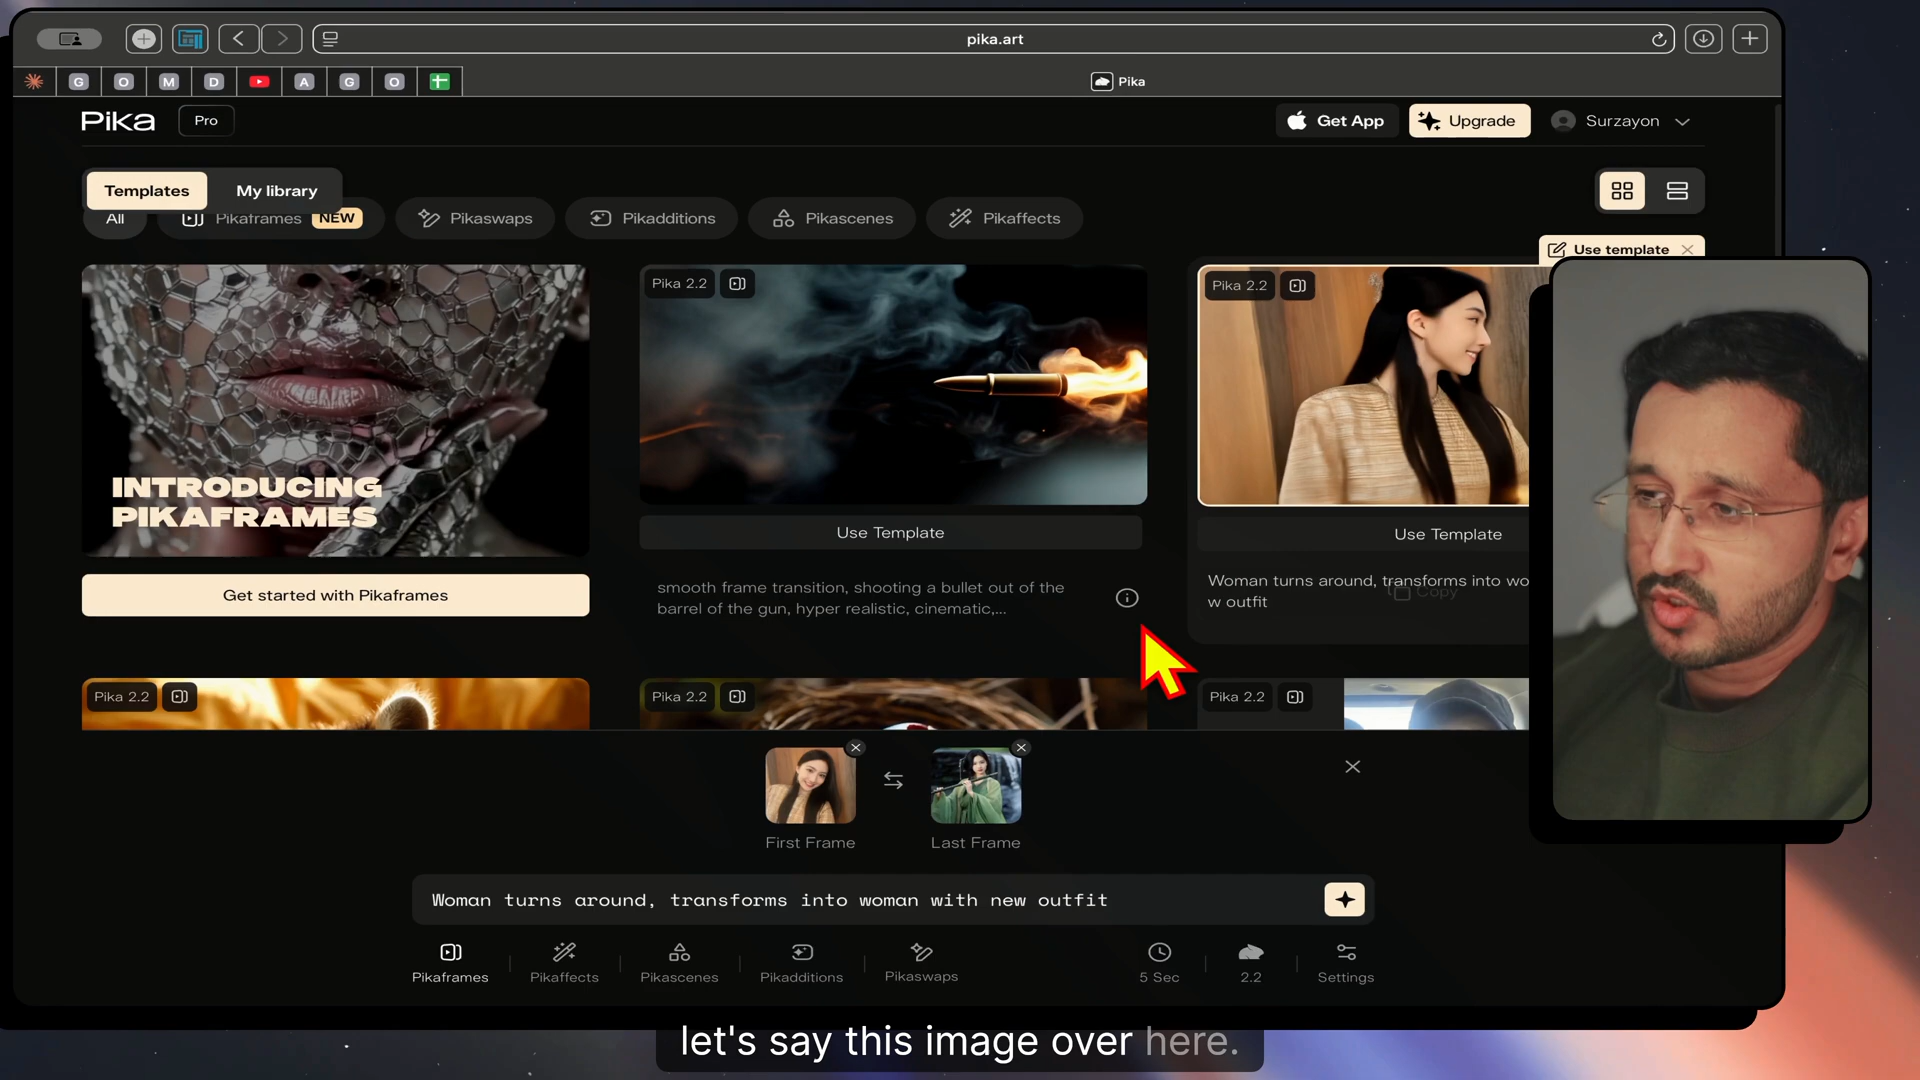 pika.art
G
O
M
D
A
G
O
Pika
Pika
Pro
Get App
Upgrade
Surzayon
Templates
My library
All
Pikaframes
NEW
Pikaswaps
Pikadditions
Pikascenes
Pikaffects
Use template
INTRODUCING
PIKAFRAMES
Get started with Pikaframes
Pika 2.2
Use Template
smooth frame transition, shooting a bullet out of the
barrel of the gun, hyper realistic, cinematic,...
Pika 2.2
Use Template
Woman turns around, transforms into wo
w outfit
Copy
Pika 2.2
Pika 2.2
Pika 2.2
First Frame
Last Frame
Woman turns around, transforms into woman with new outfit
Pikaframes
Pikaffects
Pikascenes
Pikadditions
Pikaswaps
5 Sec
2.2
Settings
let's say this image over here.